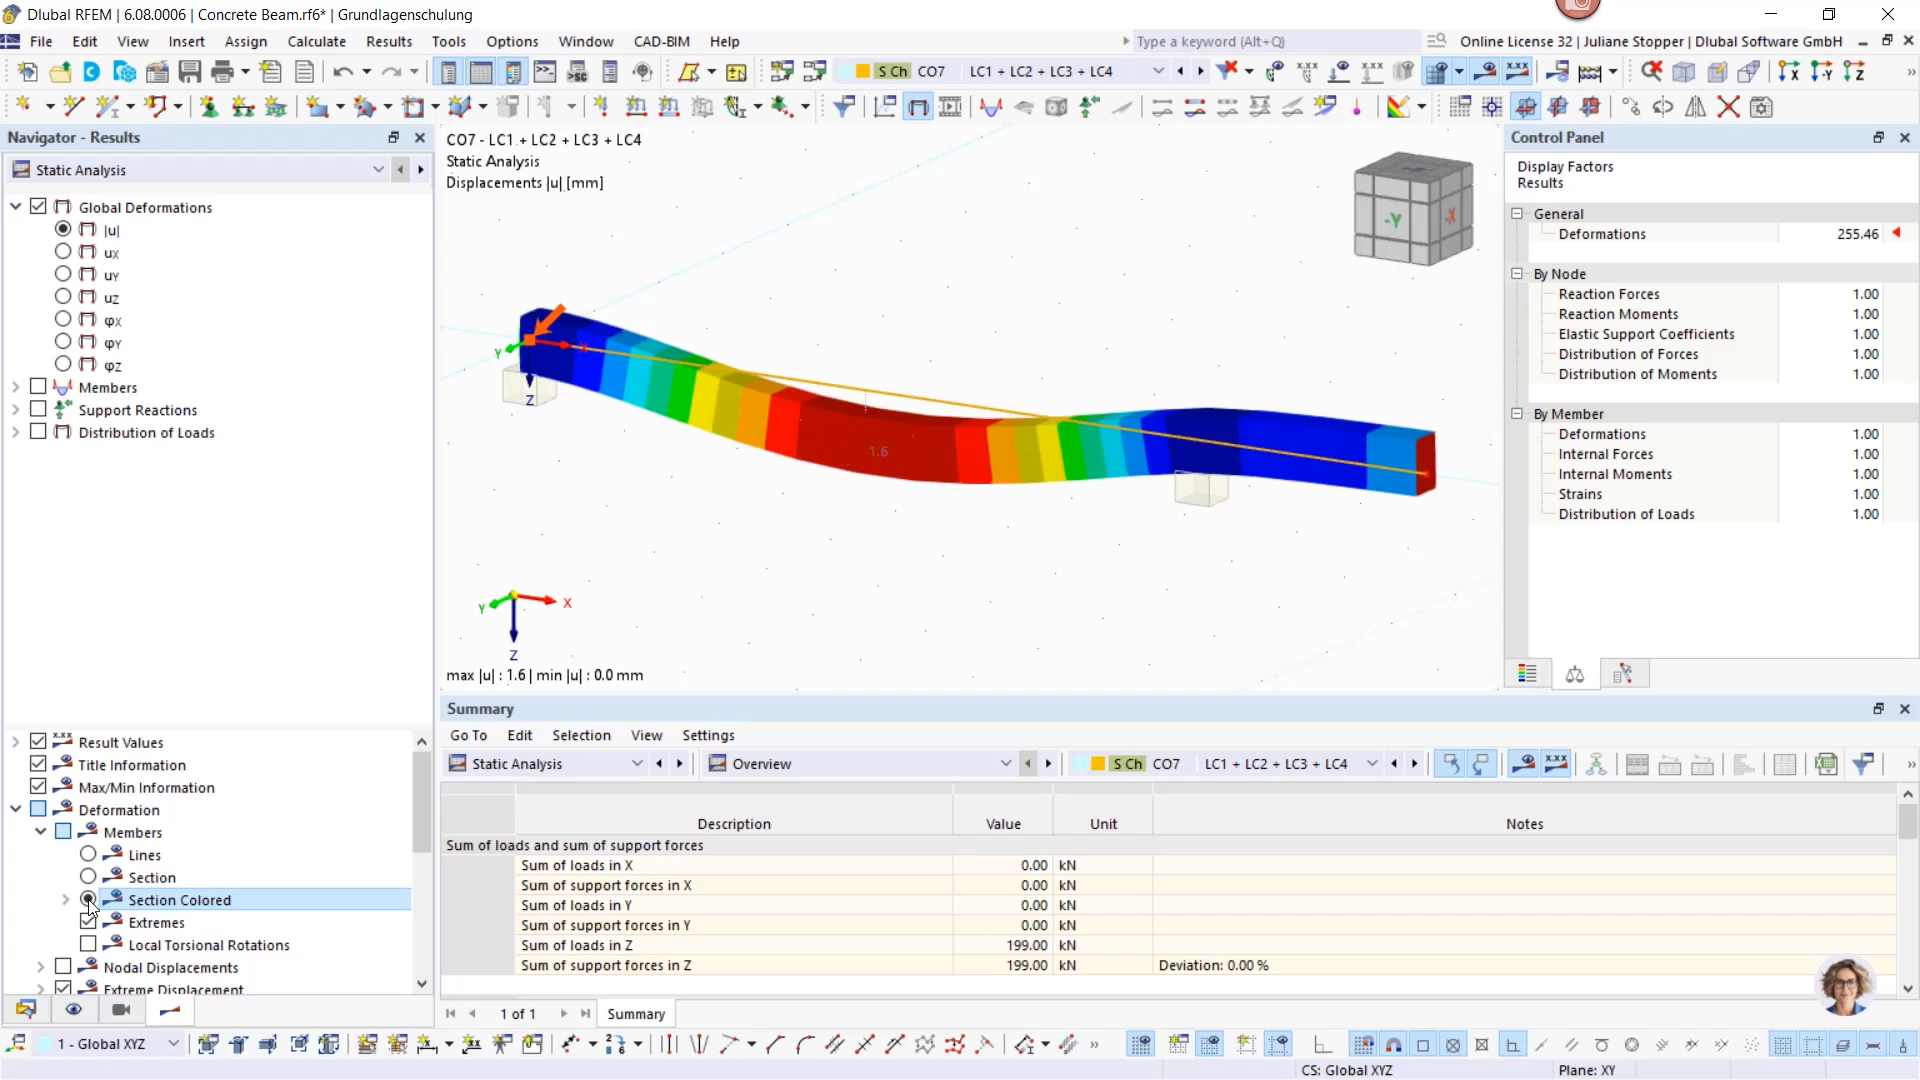 Dlubal RFEM | 6.08.0006 | Concrete Beam.rf6* | Grundlagenschulung
File Edit View Insert Assign Calculate Results Tools Options Window CAD-BIM Help
Type a keyword (Alt+Q)
Online License 32 | Juliane Stopper | Dlubal Software GmbH
S Ch CO7 LC1 + LC2 + LC3 + LC4
Navigator - Results
Static Analysis
Global Deformations
|u|
uX
uY
uZ
φX
φY
φZ
Members
Support Reactions
Distribution of Loads
Result Values
Title Information
Max/Min Information
Deformation
Members
Lines
Section
Section Colored
Extremes
Local Torsional Rotations
Nodal Displacements
Extreme Displacement
CO7 - LC1 + LC2 + LC3 + LC4
Static Analysis
Displacements |u| [mm]
-Y
-X
Y
X
Z
1.6
Y
X
Z
max |u| : 1.6 | min |u| : 0.0 mm
Control Panel
Display Factors
Results
General
Deformations 255.46
By Node
Reaction Forces 1.00
Reaction Moments 1.00
Elastic Support Coefficients 1.00
Distribution of Forces 1.00
Distribution of Moments 1.00
By Member
Deformations 1.00
Internal Forces 1.00
Internal Moments 1.00
Strains 1.00
Distribution of Loads 1.00
Summary
Go To Edit Selection View Settings
Static Analysis Overview S Ch CO7 LC1 + LC2 + LC3 + LC4
Description Value Unit Notes
Sum of loads and sum of support forces
Sum of loads in X 0.00 kN
Sum of support forces in X 0.00 kN
Sum of loads in Y 0.00 kN
Sum of support forces in Y 0.00 kN
Sum of loads in Z 199.00 kN
Sum of support forces in Z 199.00 kN Deviation: 0.00 %
1 of 1 Summary
1 - Global XYZ
CS: Global XYZ Plane: XY